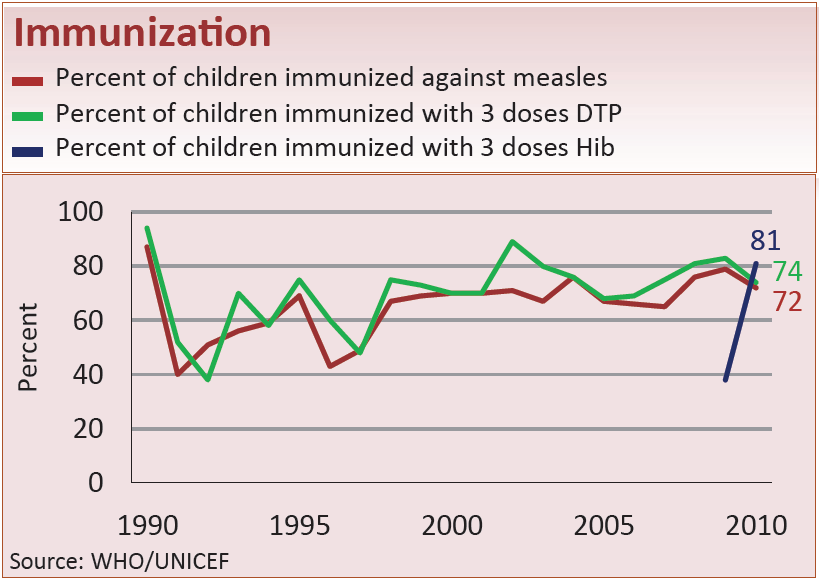 Immunization
Percent of children immunized against measles
Percent of children immunized with 3 doses DTP
Percent of children immunized with 3 doses Hib
Percent
100
80
60
40
20
0
81
74
72
1990 1995 2000 2005 2010
Source: WHO/UNICEF